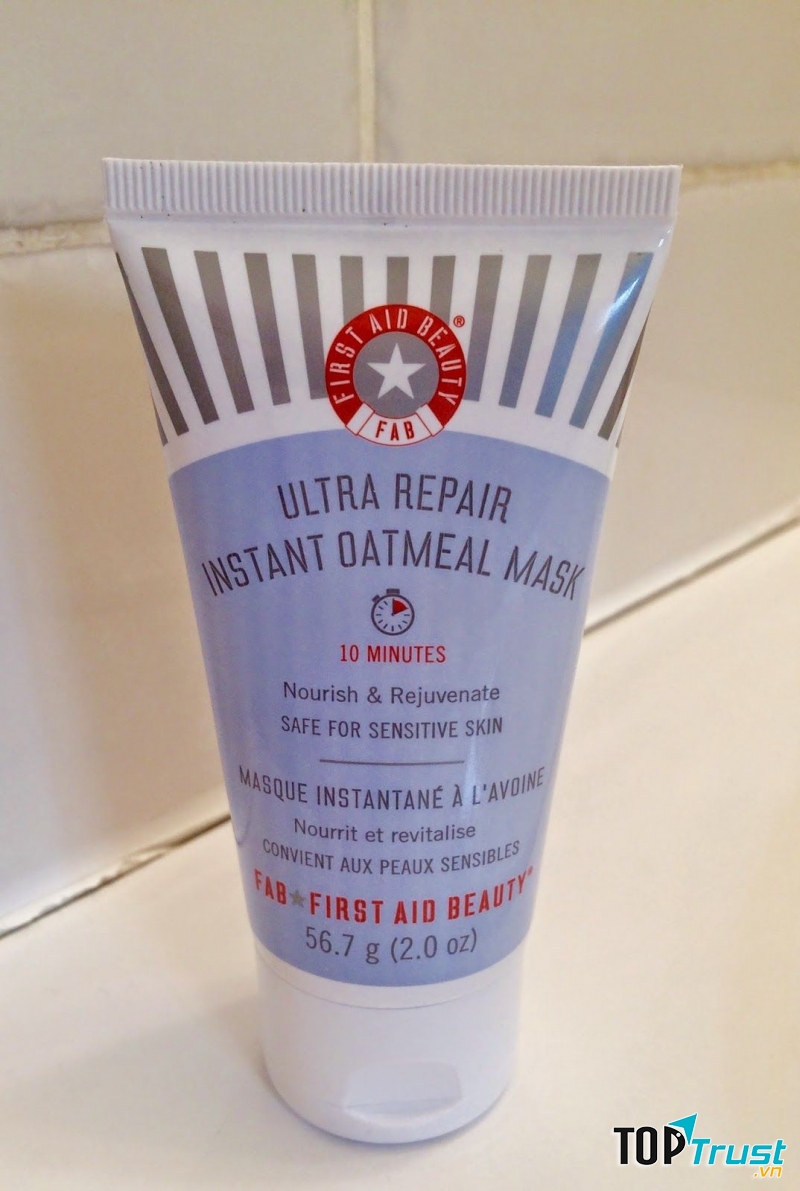 FIRST AID BEAUTY®
FAB
ULTRA REPAIR
INSTANT OATMEAL MASK
10 MINUTES
Nourish & Rejuvenate
SAFE FOR SENSITIVE SKIN
MASQUE INSTANTANÉ À L'AVOINE
Nourrit et revitalise
CONVIENT AUX PEAUX SENSIBLES
FAB★FIRST AID BEAUTY®
56.7 g (2.0 oz)
TOPTrust
.vn